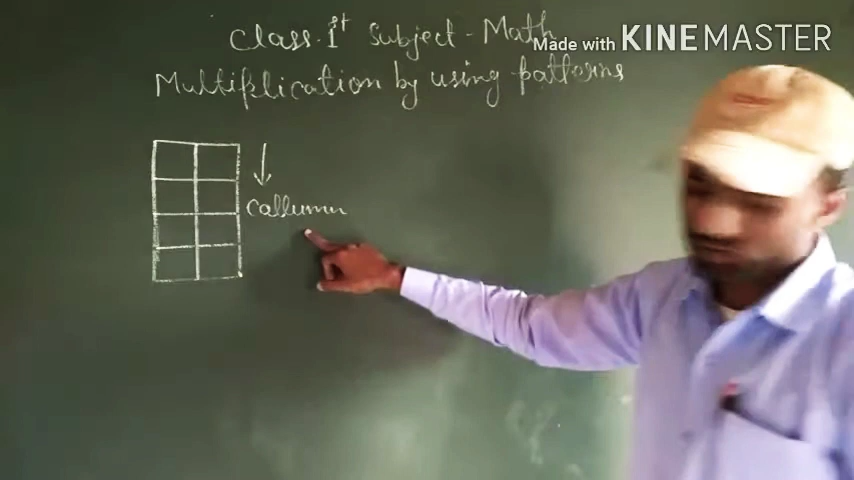 Class. 1st Subject - Math
Made with KINEMASTER
Multiplication by using patterns
Callumn